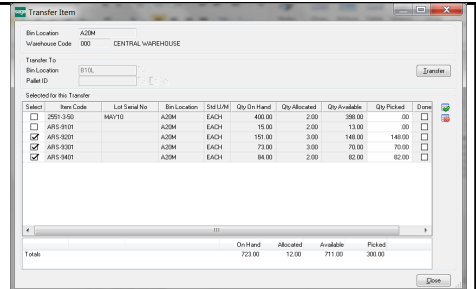 sage Transfer Item
Bin Location A20M
Warehouse Code 000 CENTRAL WAREHOUSE
Transfer To
Bin Location B10L
Pallet ID
Transfer
Selected for this Transfer
Select Item Code Lot Serial No Bin Location Std U/M Qty On Hand Qty Allocated Qty Available Qty Picked Done
2551-3-50 MAY10 A20M EACH 400.00 2.00 398.00 .00
ARS-9101 A20M EACH 15.00 2.00 13.00 .00
ARS-9201 A20M EACH 151.00 3.00 148.00 148.00
ARS-9301 A20M EACH 73.00 3.00 70.00 70.00
ARS-9401 A20M EACH 84.00 2.00 82.00 82.00
On Hand Allocated Available Picked
Totals 723.00 12.00 711.00 300.00
Close